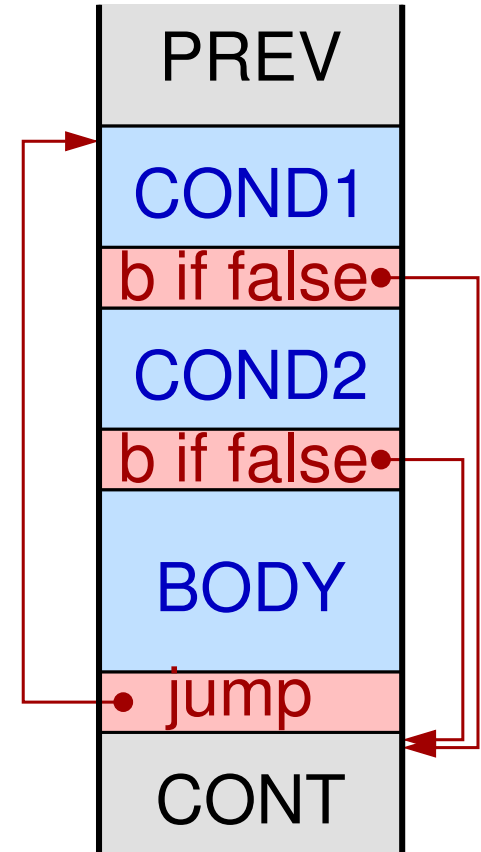 PREV
COND1
b if false
COND2
b if false
BODY
jump
CONT